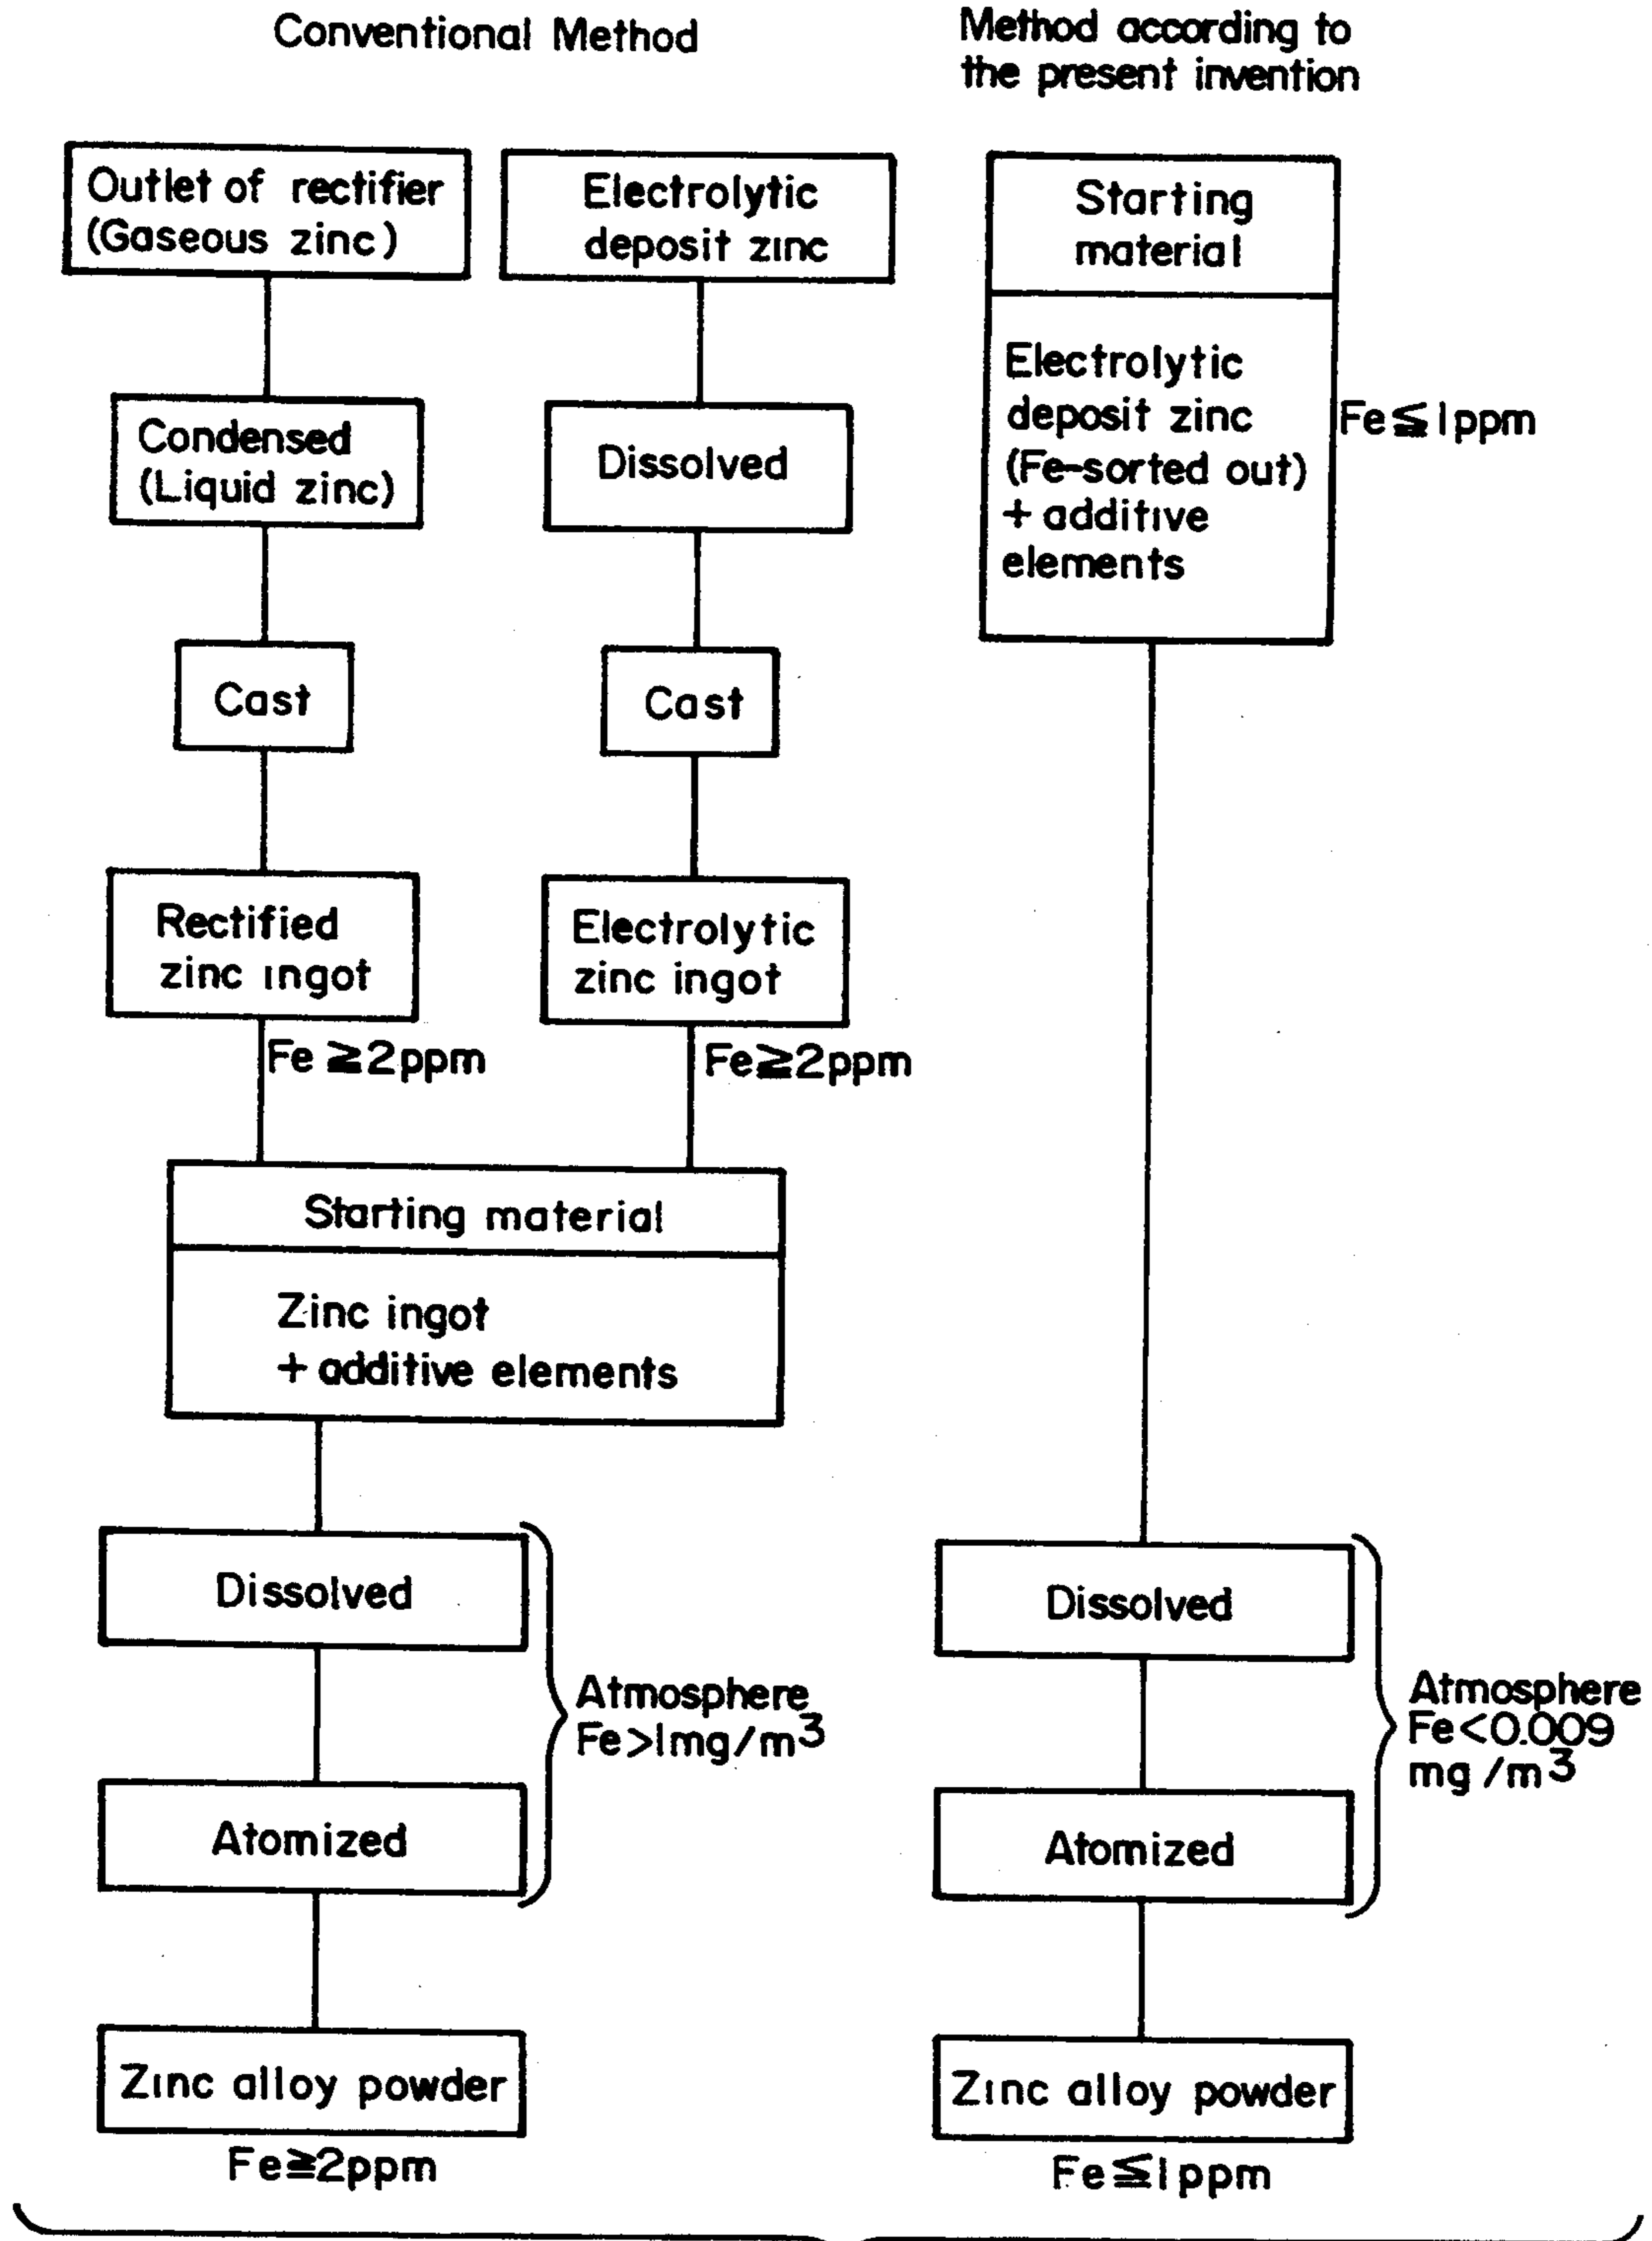 Conventional Method
Method according to
the present invention
Outlet of rectifier
(Gaseous zinc)
Electrolytic
deposit zinc
Starting
material
Electrolytic
deposit zinc
(Fe-sorted out)
+ additive
elements
Fe≦1ppm
Condensed
(Liquid zinc)
Dissolved
Cast
Cast
Rectified
zinc ingot
Electrolytic
zinc ingot
Fe ≧2ppm
Fe≧2ppm
Starting material
Zinc ingot
+ additive elements
Dissolved
Atomized
Atmosphere
Fe>1mg/m³
Dissolved
Atomized
Atmosphere
Fe<0.009
mg/m³
Zinc alloy powder
Fe≧2ppm
Zinc alloy powder
Fe≦1ppm